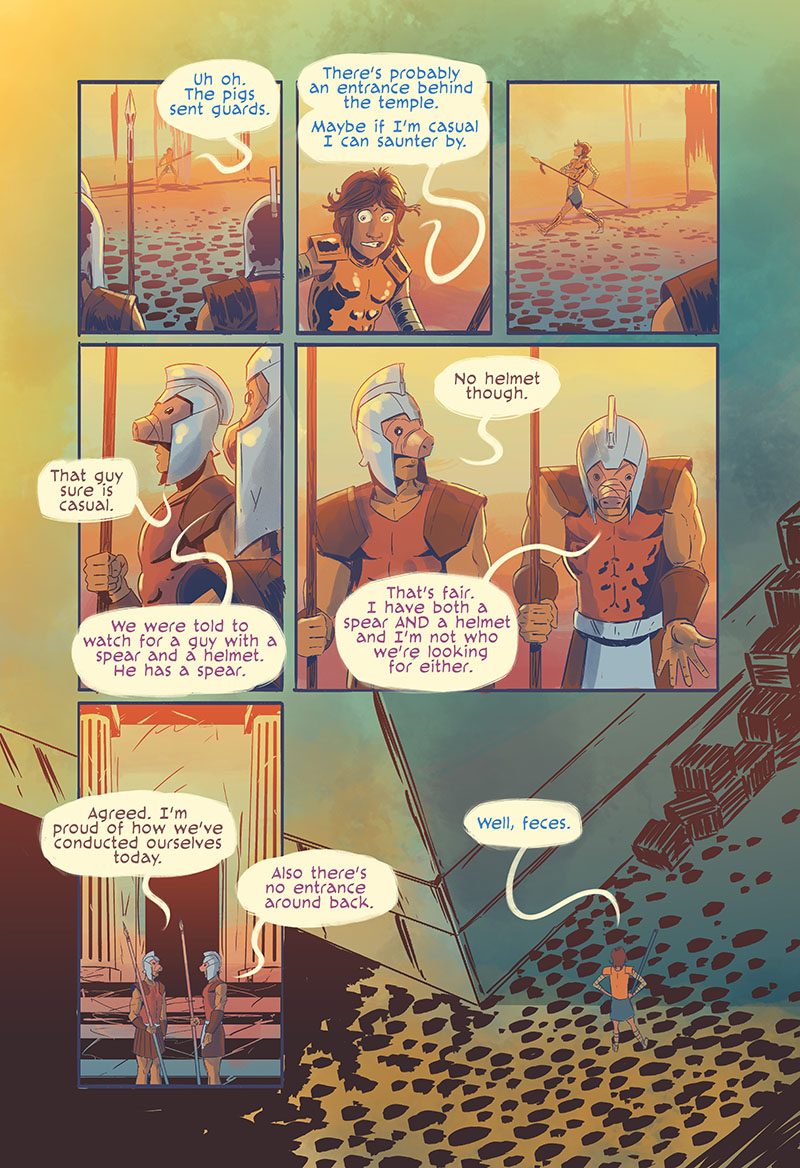 Uh oh.
The pigs
sent guards.
There's probably
an entrance behind
the temple.
Maybe if I'm casual
I can saunter by.
That guy
sure is
casual.
We were told to
watch for a guy with a
spear and a helmet.
He has a spear.
No helmet
though.
That's fair.
I have both a
spear AND a helmet
and I'm not who
we're looking
for either.
Agreed. I'm
proud of how we've
conducted ourselves
today.
Also there's
no entrance
around back.
Well, feces.